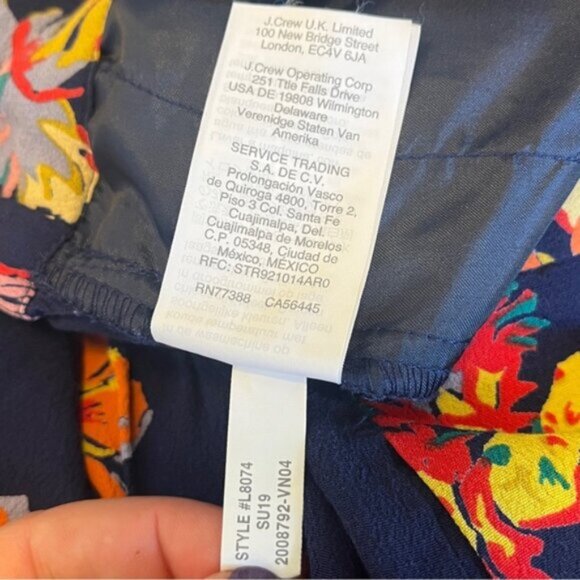 J.Crew U.K. Limited
100 New Bridge Street
London, EC4V 6JA
J.Crew Operating Corp
251 Ttle Falls Drive
USA DE 19808 Wilmington
Delaware
Verenidge Staten Van
Amerika
SERVICE TRADING
S.A. DE C.V.
Prolongación Vasco
de Quiroga 4800, Torre 2,
Piso 3 Col. Santa Fe
Cuajimalpa, Del.
Cuajimalpa de Morelos
C.P. 05348, Ciudad de
México, MÉXICO
RFC: STR921014AR0
RN77388 CA56445
STYLE #L8074
SU19
2008792-VN04